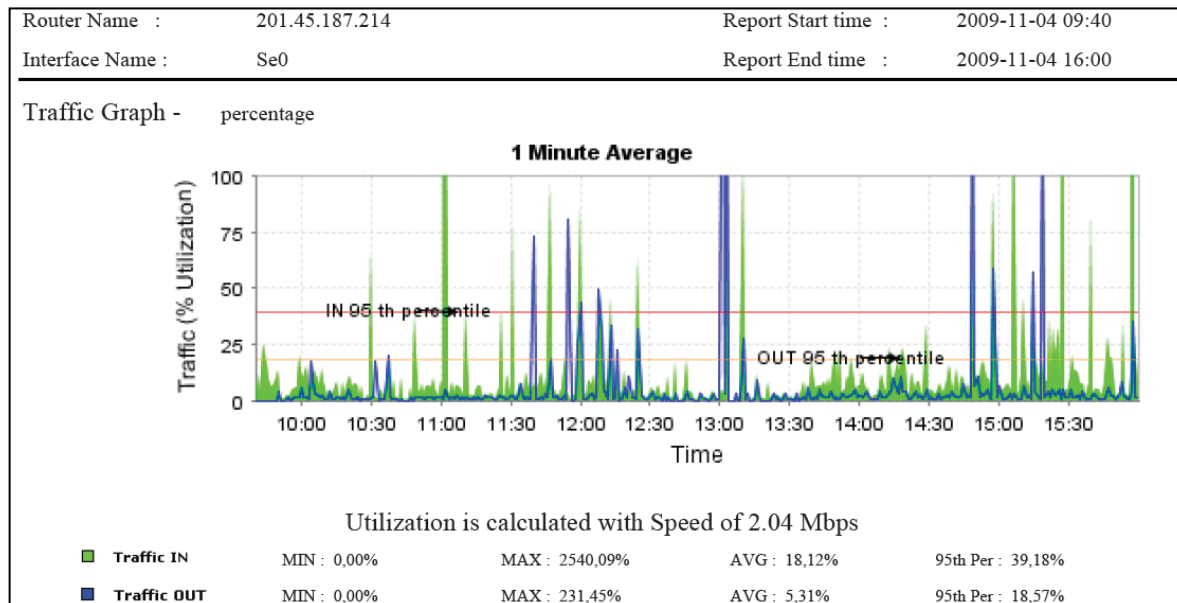 Router Name : 201.45.187.214 Report Start time : 2009-11-04 09:40
Interface Name : Se0 Report End time : 2009-11-04 16:00
Traffic Graph - percentage
1 Minute Average
Traffic (% Utilization)
100
75
50
25
0
IN 95 th percentile
OUT 95 th percentile
10:00 10:30 11:00 11:30 12:00 12:30 13:00 13:30 14:00 14:30 15:00 15:30
Time
Utilization is calculated with Speed of 2.04 Mbps
Traffic IN MIN : 0,00% MAX : 2540,09% AVG : 18,12% 95th Per : 39,18%
Traffic OUT MIN : 0,00% MAX : 231,45% AVG : 5,31% 95th Per : 18,57%